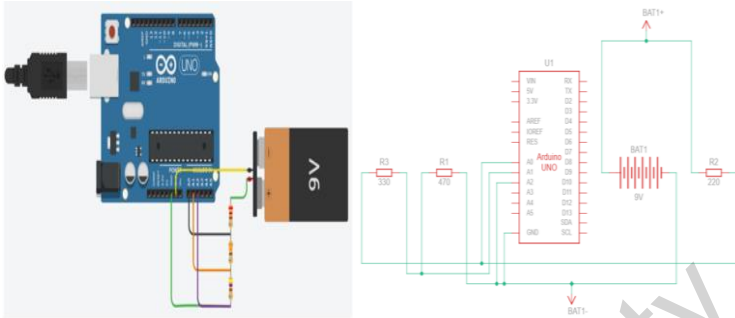 UNO
ARDUINO
9V
BAT1+
U1
VIN
5V
3.3V
AREF
IOREF
RES
A0
A1
A2
A3
A4
A5
GND
Arduino
UNO
RX
TX
D2
D3
D4
D5
D6
D7
D8
D9
D10
D11
D12
D13
SDA
SCL
R3
330
R1
470
BAT1
9V
R2
220
BAT1-